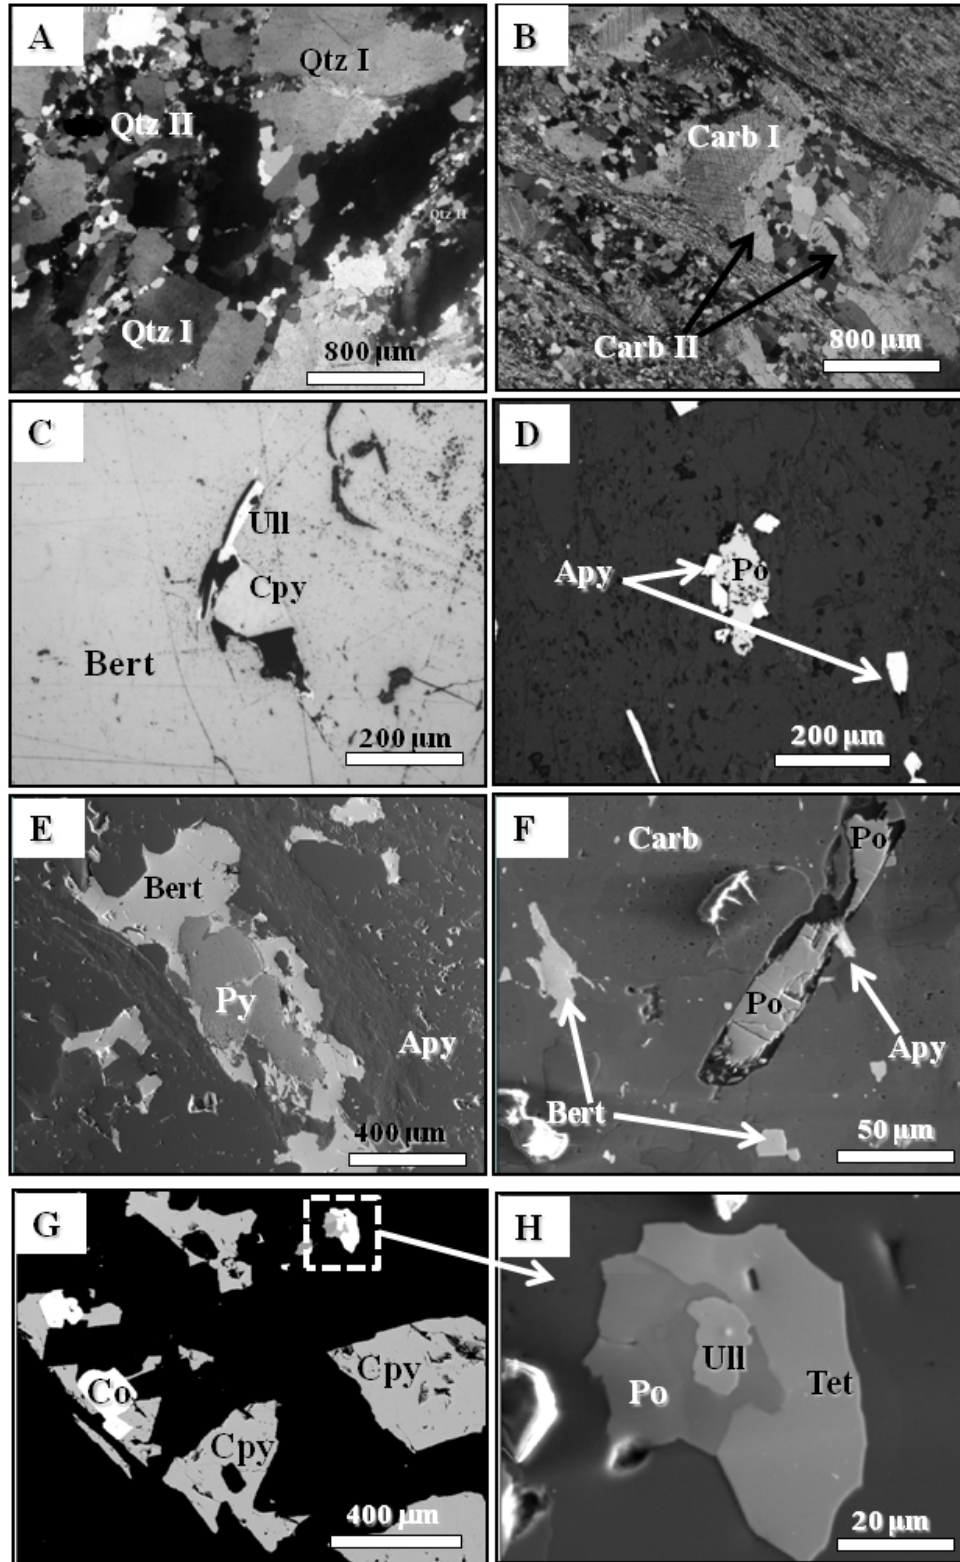 A
Qtz I
Qtz II
Qtz II
Qtz I
800 µm
B
Carb I
Carb II
800 µm
C
Ull
Cpy
Bert
200 µm
D
Apy
Po
200 µm
E
Bert
Py
Apy
400 µm
F
Carb
Po
Po
Apy
Bert
50 µm
G
Co
Cpy
Cpy
400 µm
H
Ull
Po
Tet
20 µm